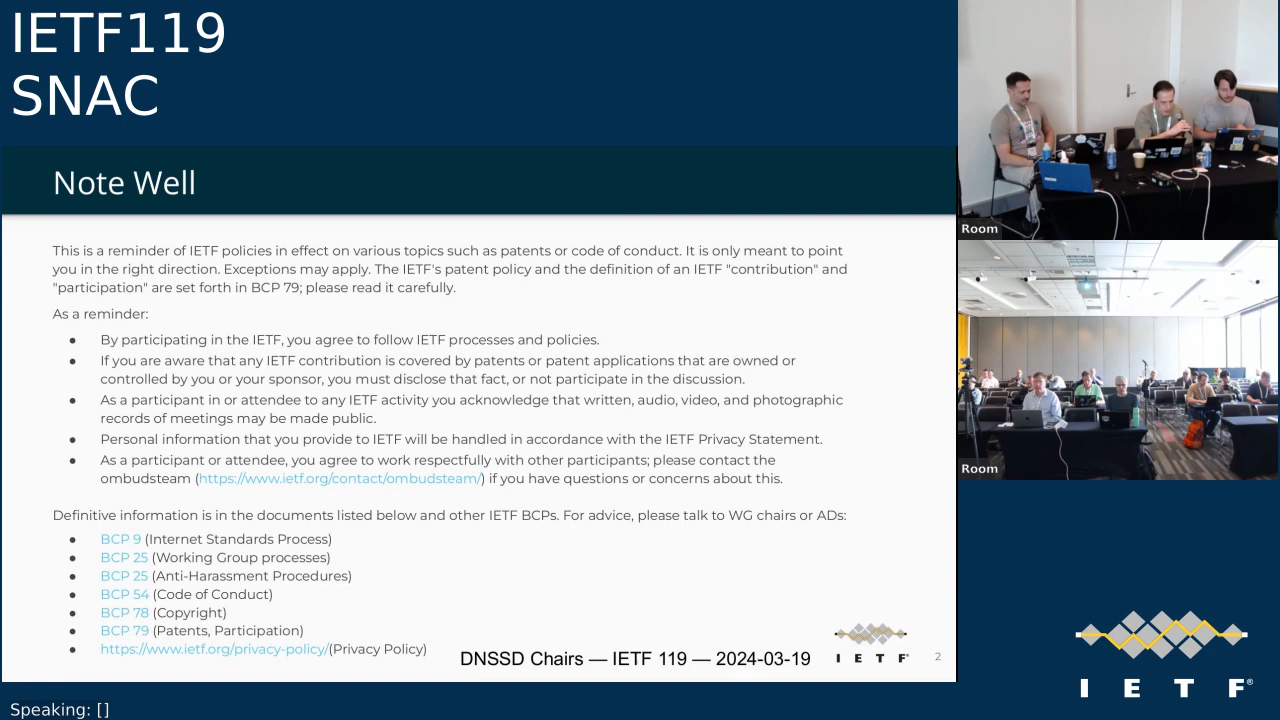 IETF119
SNAC
Note Well
This is a reminder of IETF policies in effect on various topics such as patents or code of conduct. It is only meant to point
you in the right direction. Exceptions may apply. The IETF's patent policy and the definition of an IETF "contribution" and
"participation" are set forth in BCP 79; please read it carefully.
As a reminder:
● By participating in the IETF, you agree to follow IETF processes and policies.
● If you are aware that any IETF contribution is covered by patents or patent applications that are owned or
controlled by you or your sponsor, you must disclose that fact, or not participate in the discussion.
● As a participant in or attendee to any IETF activity you acknowledge that written, audio, video, and photographic
records of meetings may be made public.
● Personal information that you provide to IETF will be handled in accordance with the IETF Privacy Statement.
● As a participant or attendee, you agree to work respectfully with other participants; please contact the
ombudsteam (https://www.ietf.org/contact/ombudsteam/) if you have questions or concerns about this.
Definitive information is in the documents listed below and other IETF BCPs. For advice, please talk to WG chairs or ADs:
● BCP 9 (Internet Standards Process)
● BCP 25 (Working Group processes)
● BCP 25 (Anti-Harassment Procedures)
● BCP 54 (Code of Conduct)
● BCP 78 (Copyright)
● BCP 79 (Patents, Participation)
● https://www.ietf.org/privacy-policy/(Privacy Policy)
DNSSD Chairs — IETF 119 — 2024-03-19
I E T F®
2
Room
Room
I E T F®
Speaking: []